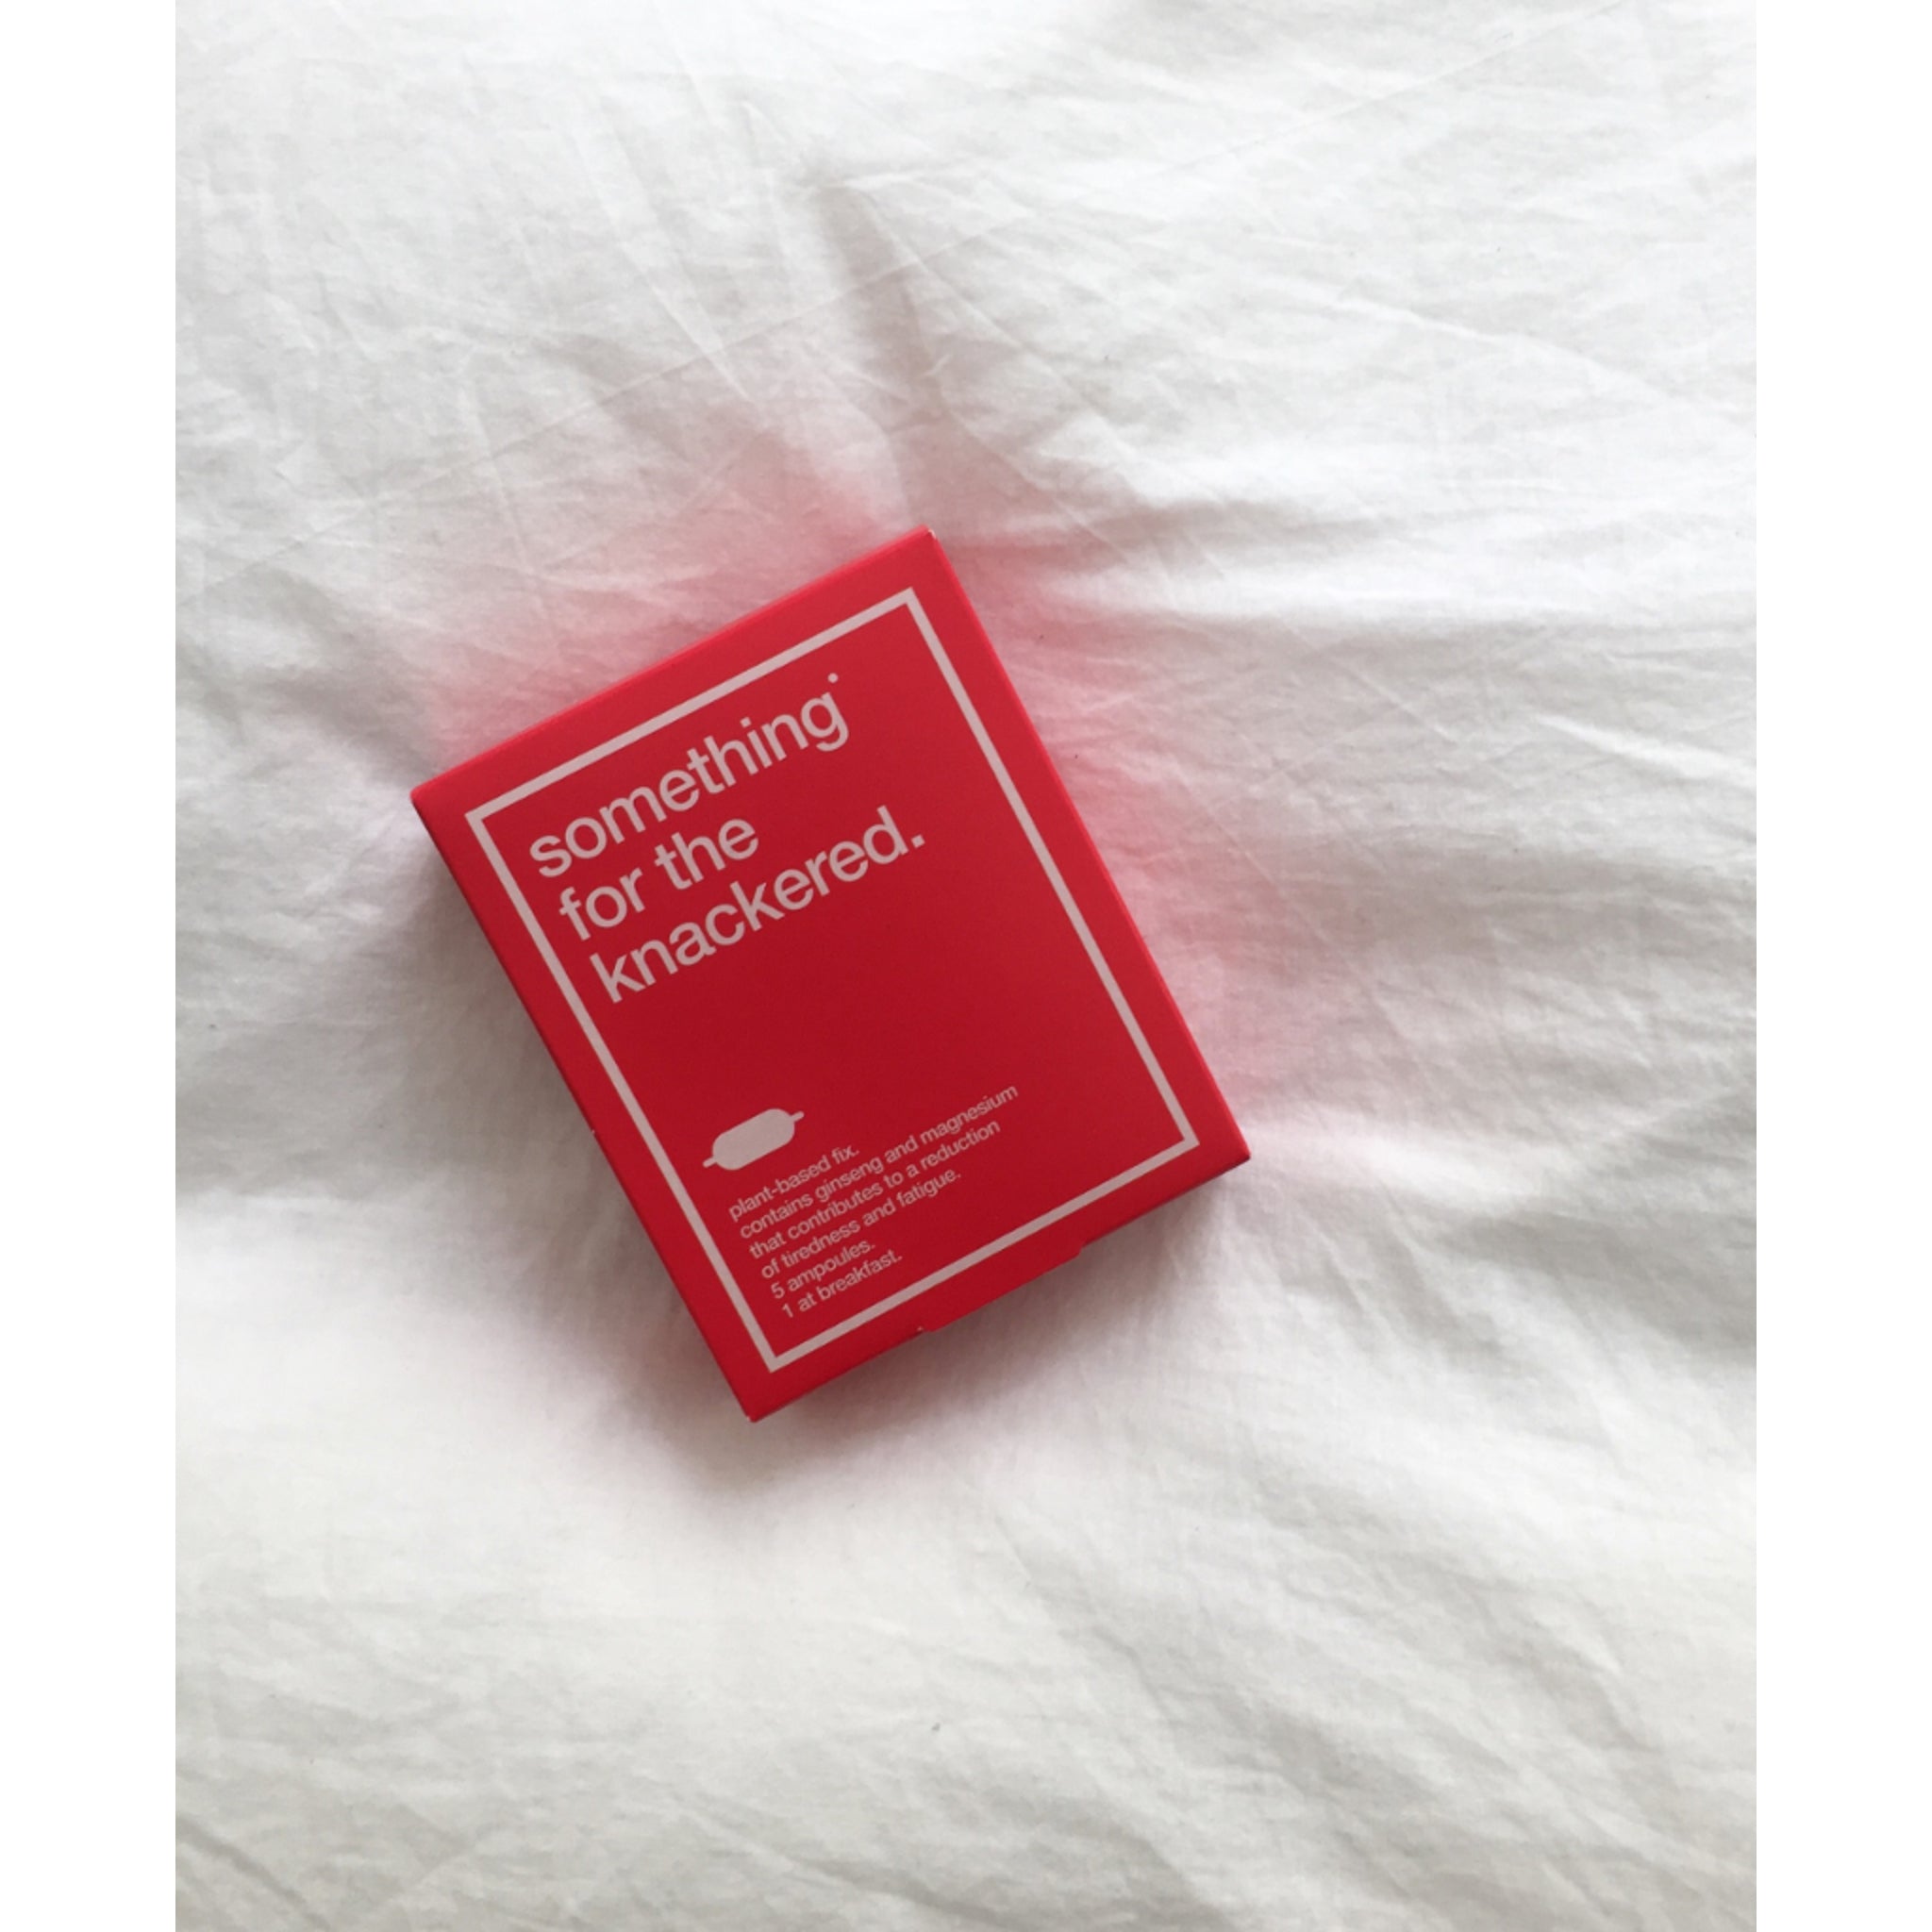 something
for the
knackered.
plant-based fix.
contains ginseng and magnesium
that contributes to a reduction
of tiredness and fatigue.
5 ampoules.
1 at breakfast.